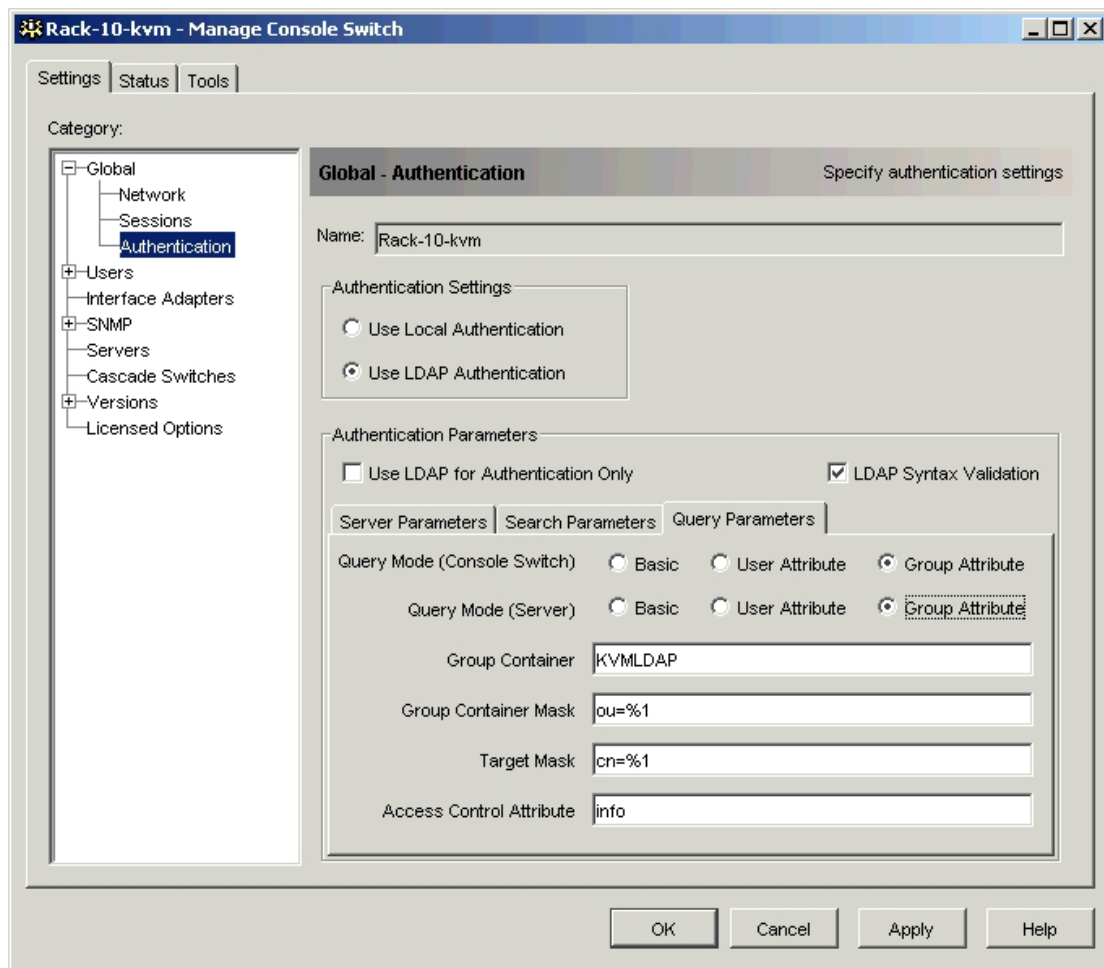 Rack-10-kvm - Manage Console Switch
Settings Status Tools
Category:
Global
Network
Sessions
Authentication
Users
Interface Adapters
SNMP
Servers
Cascade Switches
Versions
Licensed Options
Global - Authentication Specify authentication settings
Name: Rack-10-kvm
Authentication Settings
Use Local Authentication
Use LDAP Authentication
Authentication Parameters
Use LDAP for Authentication Only LDAP Syntax Validation
Server Parameters Search Parameters Query Parameters
Query Mode (Console Switch) Basic User Attribute Group Attribute
Query Mode (Server) Basic User Attribute Group Attribute
Group Container KVMLDAP
Group Container Mask ou=%1
Target Mask cn=%1
Access Control Attribute info
OK Cancel Apply Help